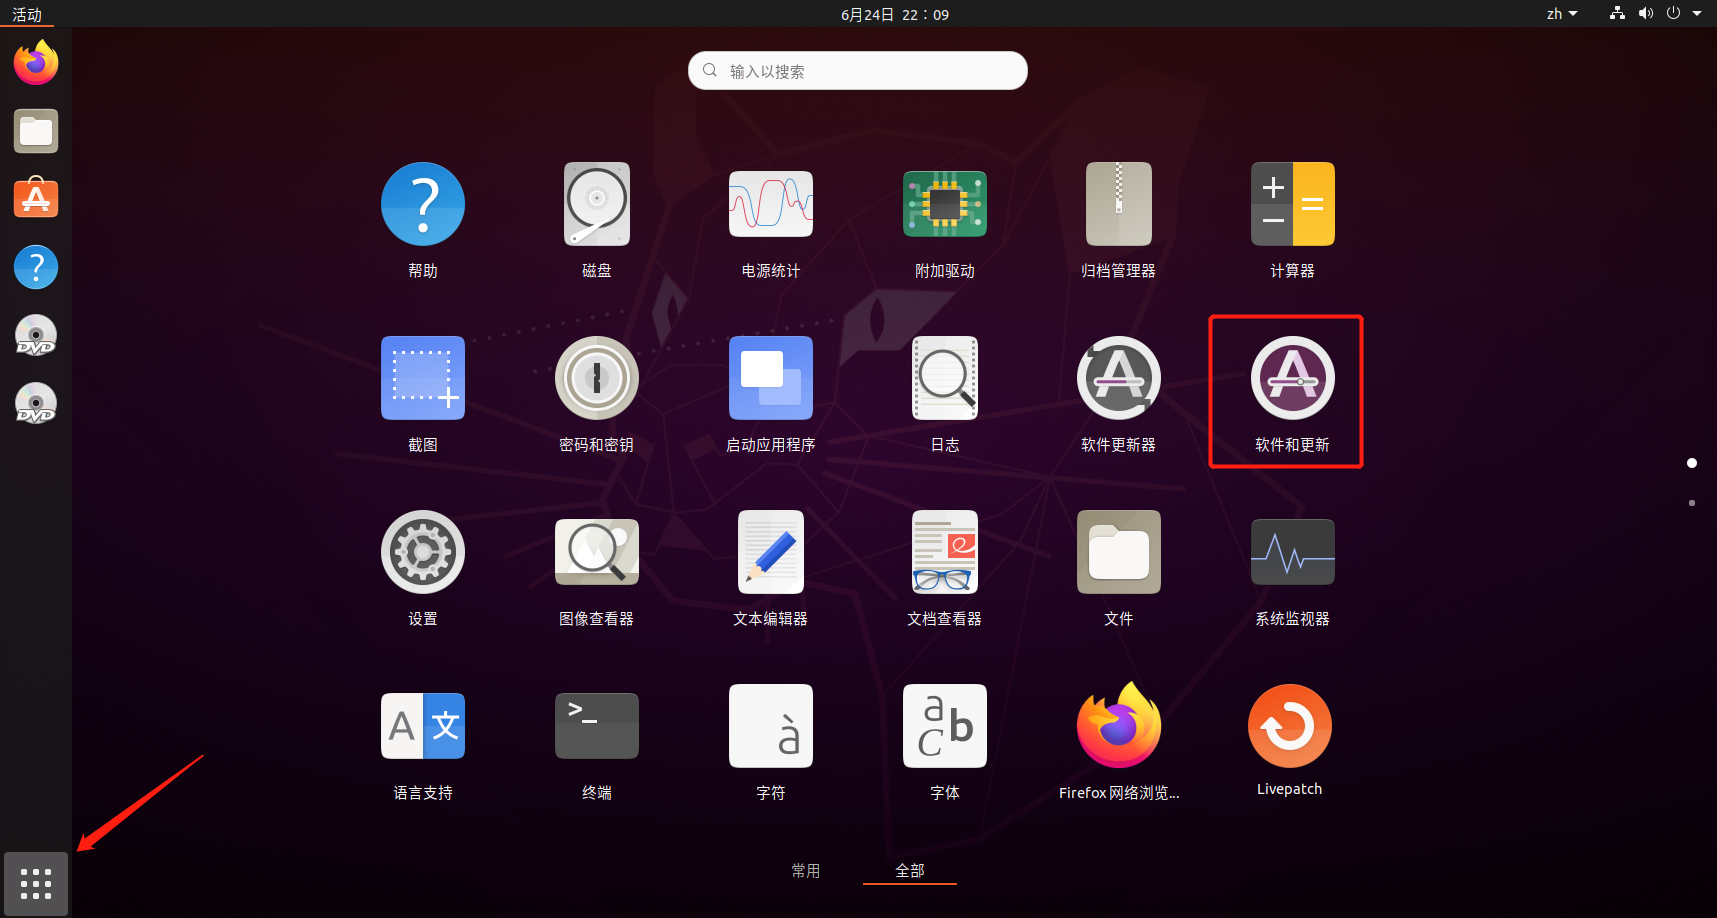 活动
6月24日 22：09
zh
输入以搜索
帮助
磁盘
电源统计
附加驱动
归档管理器
计算器
截图
密码和密钥
启动应用程序
日志
软件更新器
软件和更新
设置
图像查看器
文本编辑器
文档查看器
文件
系统监视器
语言支持
终端
字符
字体
Firefox 网络浏览...
Livepatch
常用
全部
DVD
DVD